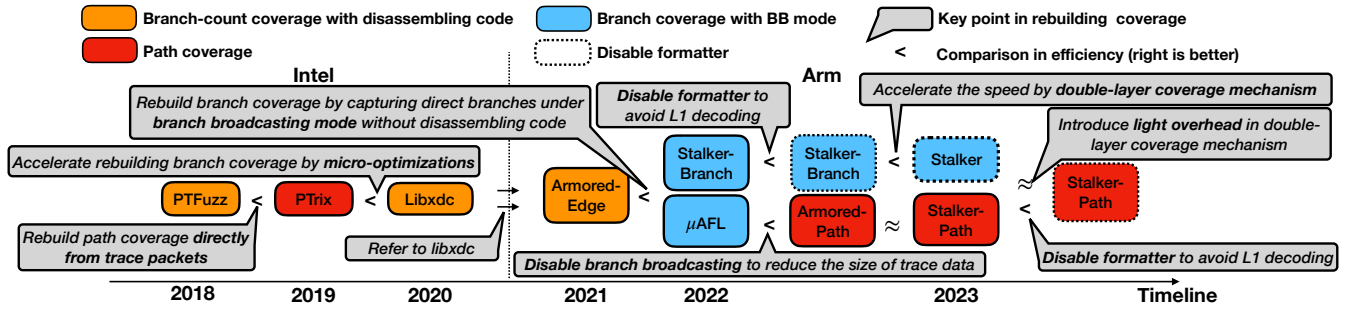 Branch-count coverage with disassembling code
Branch coverage with BB mode
Key point in rebuilding coverage
Path coverage
Disable formatter
< Comparison in efficiency (right is better)
Intel
Arm
Rebuild branch coverage by capturing direct branches under
branch broadcasting mode without disassembling code
Disable formatter to
avoid L1 decoding
Accelerate the speed by double-layer coverage mechanism
Introduce light overhead in double-
layer coverage mechanism
Accelerate rebuilding branch coverage by micro-optimizations
PTFuzz
<
PTrix
<
Libxdc
Armored-
Edge
<
Stalker-
Branch
<
Stalker-
Branch
<
Stalker
≈
Stalker-
Path
μAFL
<
Armored-
Path
≈
Stalker-
Path
<
Rebuild path coverage directly
from trace packets
Refer to libxdc
Disable branch broadcasting to reduce the size of trace data
Disable formatter to avoid L1 decoding
2018
2019
2020
2021
2022
2023
Timeline